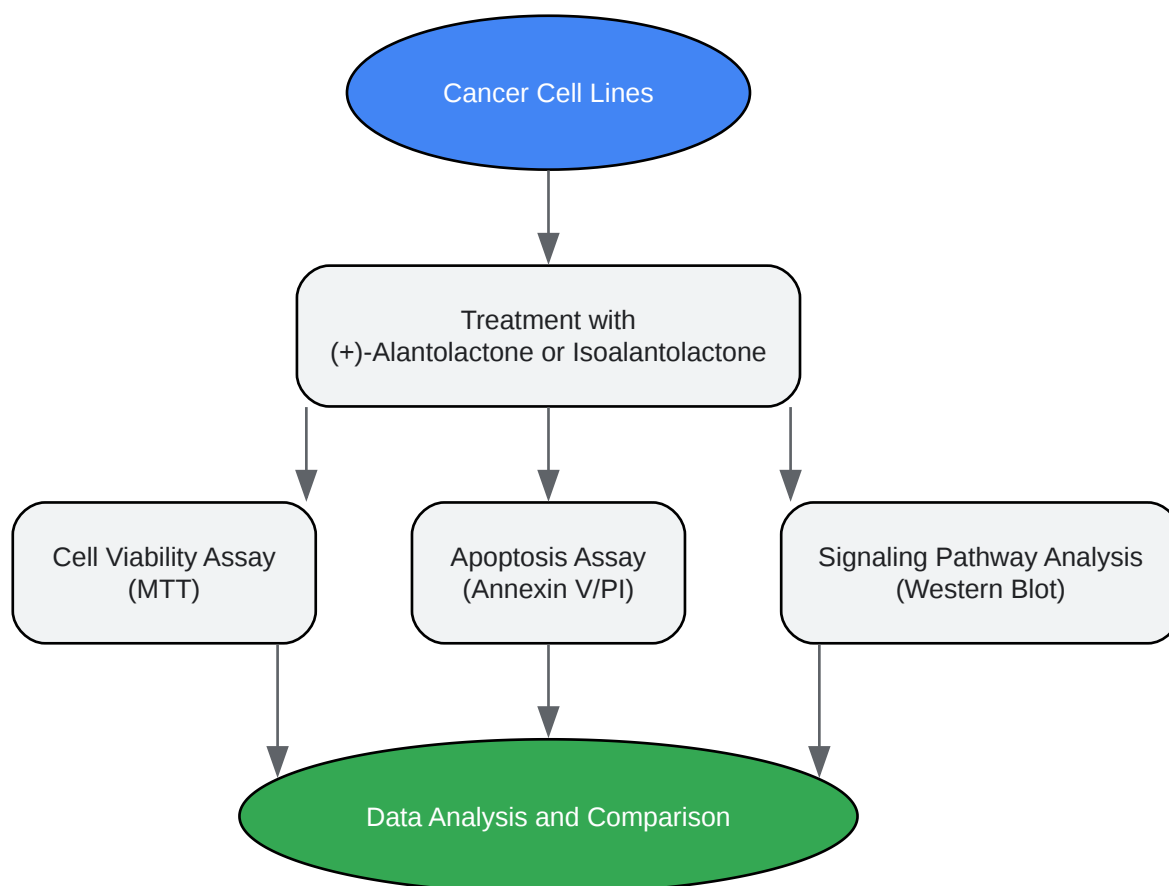 Cancer Cell Lines
Treatment with
(+)-Alantolactone or Isoalantolactone
Cell Viability Assay
(MTT)
Apoptosis Assay
(Annexin V/PI)
Signaling Pathway Analysis
(Western Blot)
Data Analysis and Comparison